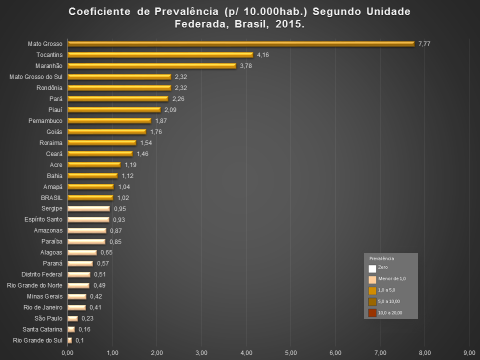 Coeficiente de Prevalência (p/ 10.000hab.) Segundo Unidade
Federada, Brasil, 2015.
Mato Grosso 7,77
Tocantins 4,16
Maranhão 3,78
Mato Grosso do Sul 2,32
Rondônia 2,32
Pará 2,26
Piauí 2,09
Pernambuco 1,87
Goiás 1,76
Roraima 1,54
Ceará 1,46
Acre 1,19
Bahia 1,12
Amapá 1,04
BRASIL 1,02
Sergipe 0,95
Espírito Santo 0,93
Amazonas 0,87
Paraíba 0,85
Alagoas 0,65
Paraná 0,57
Distrito Federal 0,51
Rio Grande do Norte 0,49
Minas Gerais 0,42
Rio de Janeiro 0,41
São Paulo 0,23
Santa Catarina 0,16
Rio Grande do Sul 0,1
Prevalência
Zero
Menor de 1,0
1,0 a 5,0
5,0 a 10,00
10,0 a 20,00
0,00 1,00 2,00 3,00 4,00 5,00 6,00 7,00 8,00 9,00